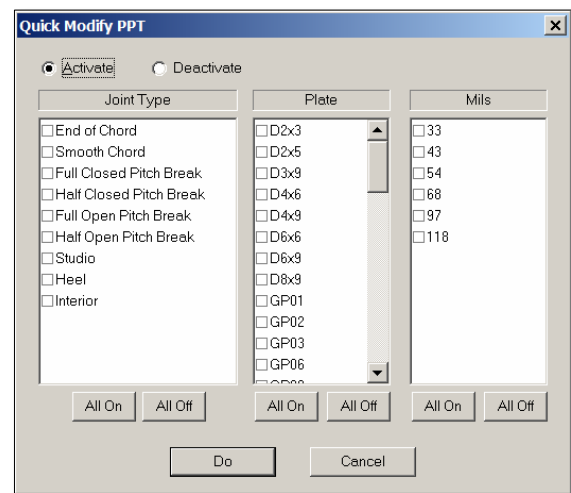 Quick Modify PPT
Activate Deactivate
Joint Type
End of Chord
Smooth Chord
Full Closed Pitch Break
Half Closed Pitch Break
Full Open Pitch Break
Half Open Pitch Break
Studio
Heel
Interior
All On All Off
Plate
D2x3
D2x5
D3x9
D4x6
D4x9
D6x6
D6x9
D8x9
GP01
GP02
GP03
GP06
All On All Off
Mils
33
43
54
68
97
118
All On All Off
Do Cancel